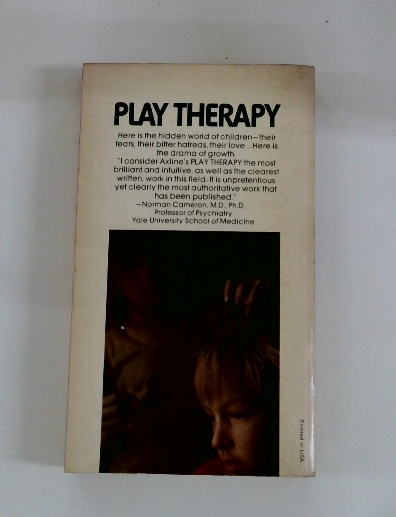 PLAY THERAPY
Here is the hidden world of children—their
fears, their bitter hatreds, their love... Here is
the drama of growth.
"I consider Axline's PLAY THERAPY the most
brilliant and intuitive, as well as the clearest
written, work in this field. It is unpretentious
yet clearly the most authoritative work that
has been published."
—Norman Cameron, M.D., Ph.D.
Professor of Psychiatry
Yale University School of Medicine
Printed in USA